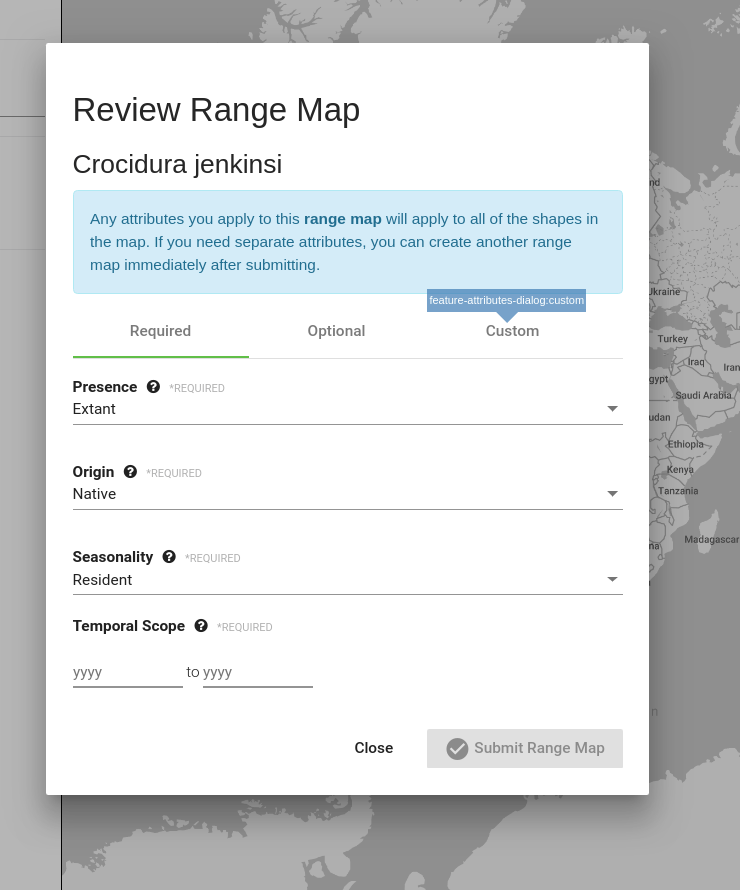 Review Range Map
Crocidura jenkinsi
Any attributes you apply to this range map will apply to all of the shapes in
the map. If you need separate attributes, you can create another range
map immediately after submitting.
feature-attributes-dialog:custom
Required Optional Custom
Presence *REQUIRED
Extant
Origin *REQUIRED
Native
Seasonality *REQUIRED
Resident
Temporal Scope *REQUIRED
yyyy to yyyy
Close Submit Range Map
nd
Ukraine
Turkey
Iraq
Iran
gypt
Saudi Arabia
udan
Ethiopia
Kenya
Tanzania
Madagascar
n